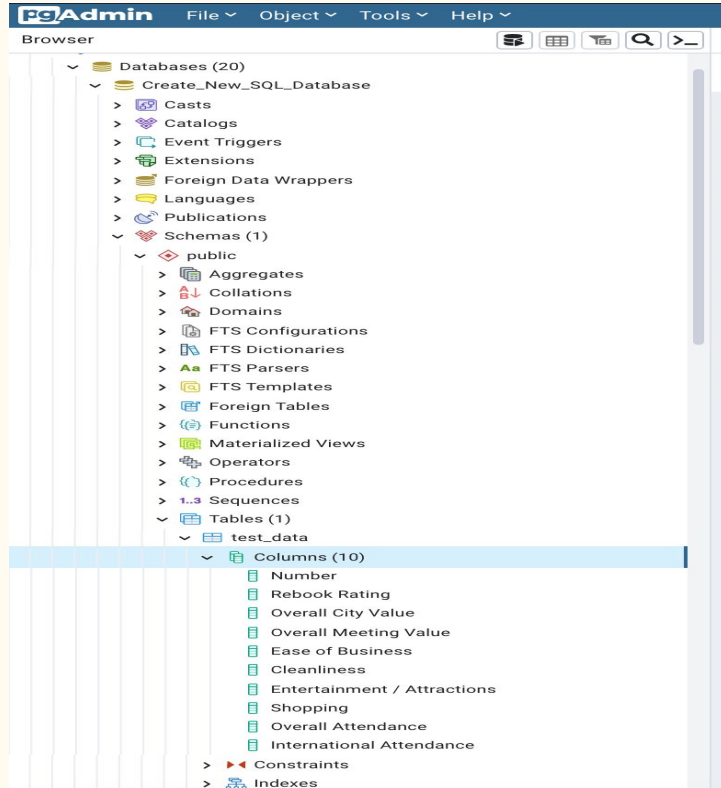 pgAdmin File Object Tools Help
Browser
Databases (20)
Create_New_SQL_Database
Casts
Catalogs
Event Triggers
Extensions
Foreign Data Wrappers
Languages
Publications
Schemas (1)
public
Aggregates
Collations
Domains
FTS Configurations
FTS Dictionaries
Aa FTS Parsers
FTS Templates
Foreign Tables
Functions
Materialized Views
Operators
Procedures
1..3 Sequences
Tables (1)
test_data
Columns (10)
Number
Rebook Rating
Overall City Value
Overall Meeting Value
Ease of Business
Cleanliness
Entertainment / Attractions
Shopping
Overall Attendance
International Attendance
Constraints
Indexes